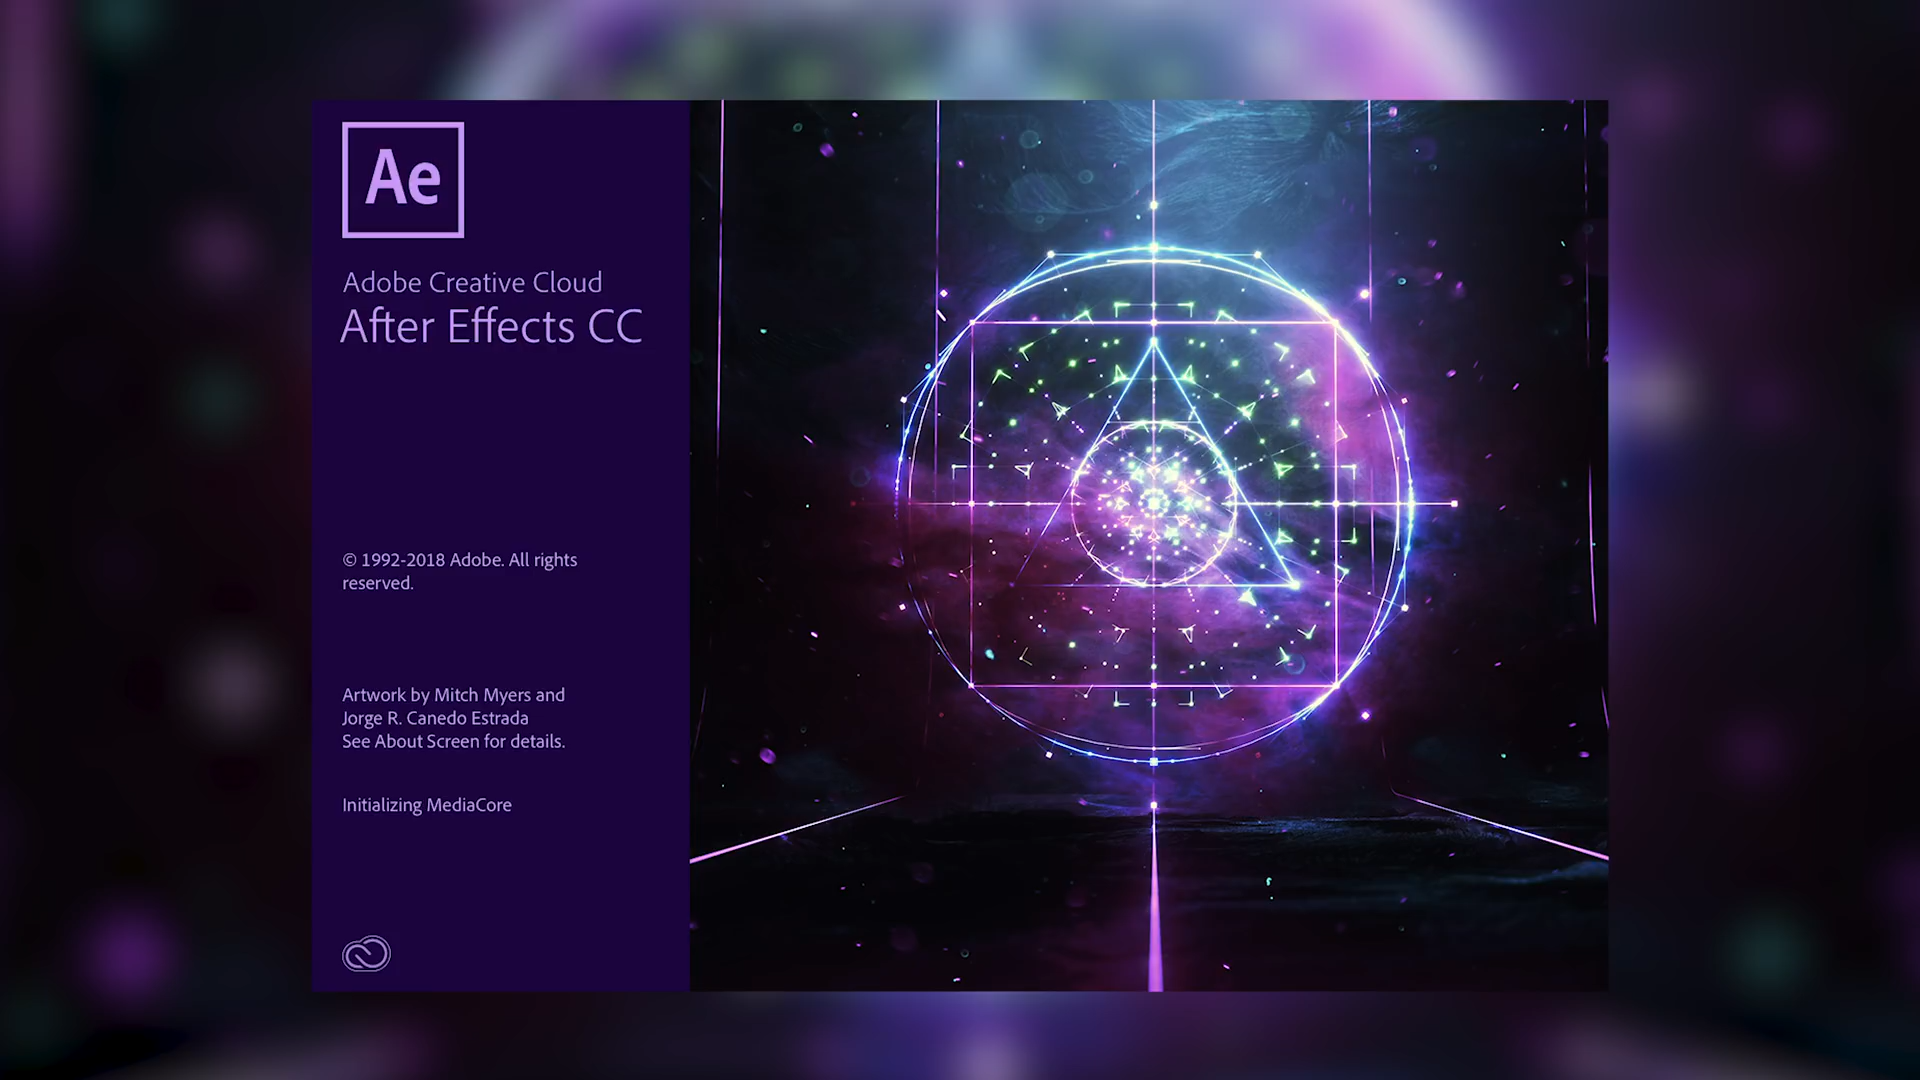 Ae
Adobe Creative Cloud
After Effects CC
© 1992-2018 Adobe. All rights
reserved.
Artwork by Mitch Myers and
Jorge R. Canedo Estrada
See About Screen for details.
Initializing MediaCore